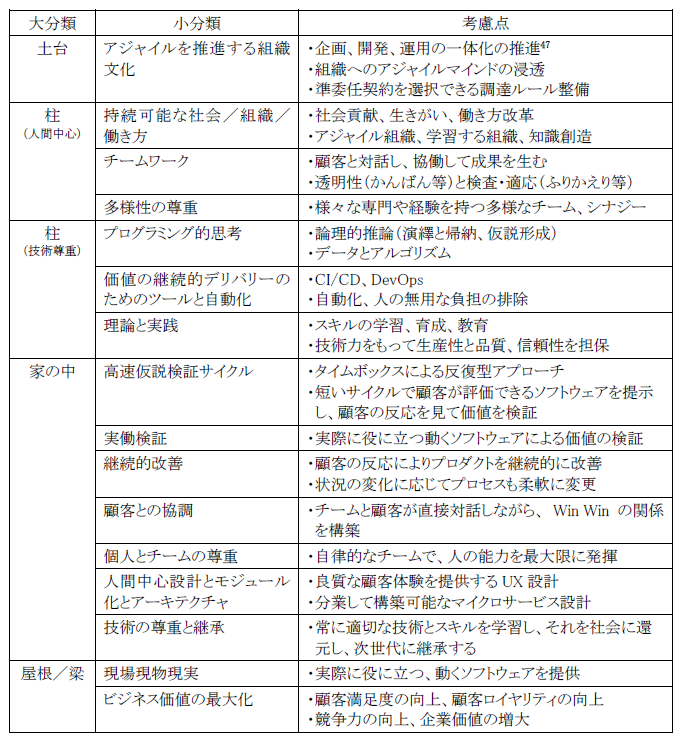 大分類 小分類 考慮点
土台 アジャイルを推進する組織 ・企画、開発、運用の一体化の推進47
文化 ・組織へのアジャイルマインドの浸透
・準委任契約を選択できる調達ルール整備
柱 持続可能な社会／組織／ ・社会貢献、生きがい、働き方改革
（人間中心） 働き方 ・アジャイル組織、学習する組織、知識創造
チームワーク ・顧客と対話し、協働して成果を生む
・透明性（かんばん等）と検査・適応（ふりかえり等）
多様性の尊重 ・様々な専門や経験を持つ多様なチーム、シナジー
柱 プログラミング的思考 ・論理的推論（演繹と帰納、仮説形成）
（技術尊重） ・データとアルゴリズム
価値の継続的デリバリーの ・CI/CD、DevOps
ためのツールと自動化 ・自動化、人の無用な負担の排除
理論と実践 ・スキルの学習、育成、教育
・技術力をもって生産性と品質、信頼性を担保
家の中 高速仮説検証サイクル ・タイムボックスによる反復型アプローチ
・短いサイクルで顧客が評価できるソフトウェアを提示
し、顧客の反応を見て価値を検証
実働検証 ・実際に役に立つ動くソフトウェアによる価値の検証
継続的改善 ・顧客の反応によりプロダクトを継続的に改善
・状況の変化に応じてプロセスも柔軟に変更
顧客との協調 ・チームと顧客が直接対話しながら、 Win Win の関係
を構築
個人とチームの尊重 ・自律的なチームで、人の能力を最大限に発揮
人間中心設計とモジュール ・良質な顧客体験を提供する UX 設計
化とアーキテクチャ ・分業して構築可能なマイクロサービス設計
技術の尊重と継承 ・常に適切な技術とスキルを学習し、それを社会に還
元し、次世代に継承する
屋根／梁 現場現物現実 ・実際に役に立つ、動くソフトウェアを提供
ビジネス価値の最大化 ・顧客満足度の向上、顧客ロイヤリティの向上
・競争力の向上、企業価値の増大